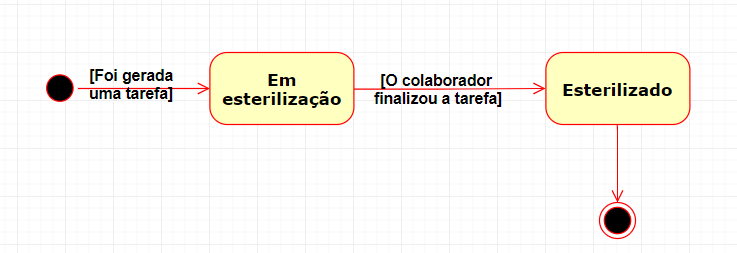 [Foi gerada
uma tarefa]
Em
esterilização
[O colaborador
finalizou a tarefa]
Esterilizado